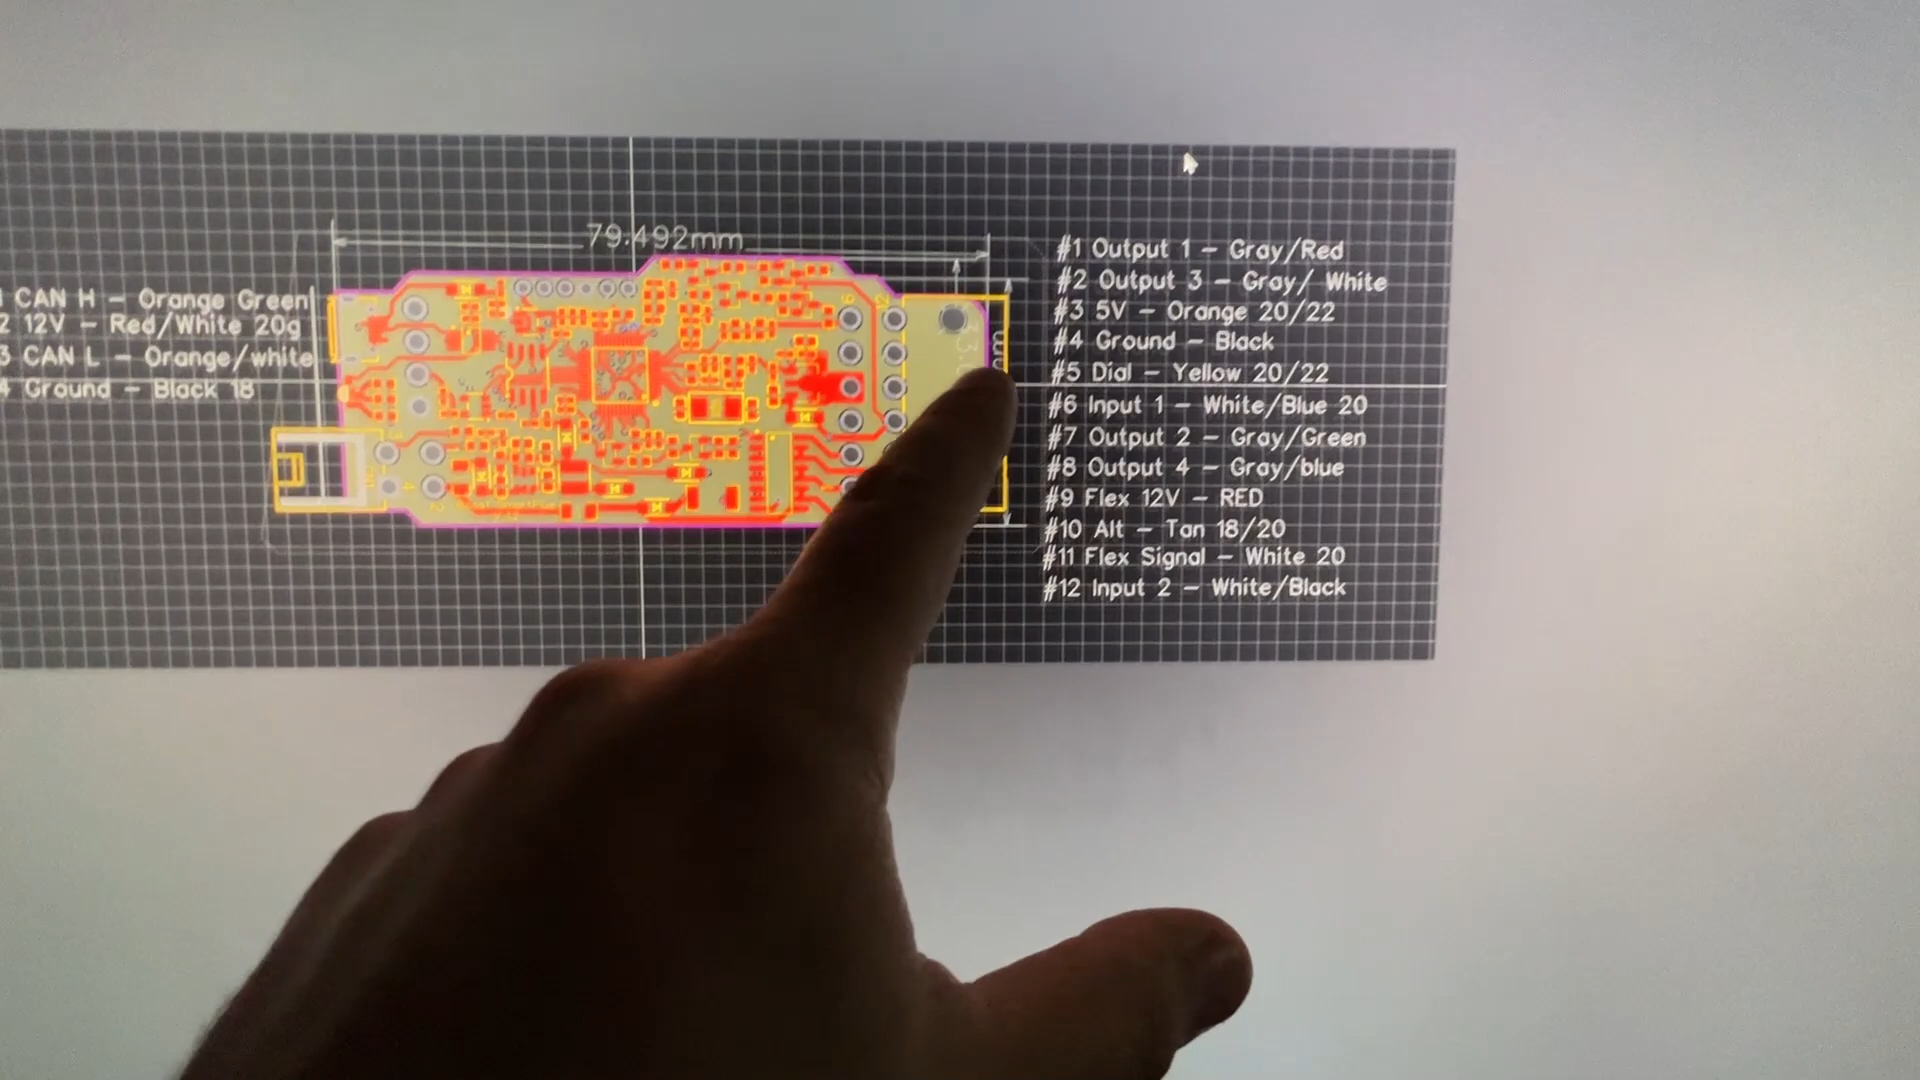 79.492mm
1 CAN H - Orange Green
2 12V - Red/White 20g
3 CAN L - Orange/white
4 Ground - Black 18
#1 Output 1 - Gray/Red
#2 Output 3 - Gray/ White
#3 5V - Orange 20/22
#4 Ground - Black
#5 Dial - Yellow 20/22
#6 Input 1 - White/Blue 20
#7 Output 2 - Gray/Green
#8 Output 4 - Gray/blue
#9 Flex 12V - RED
#10 Alt - Tan 18/20
#11 Flex Signal - White 20
#12 Input 2 - White/Black